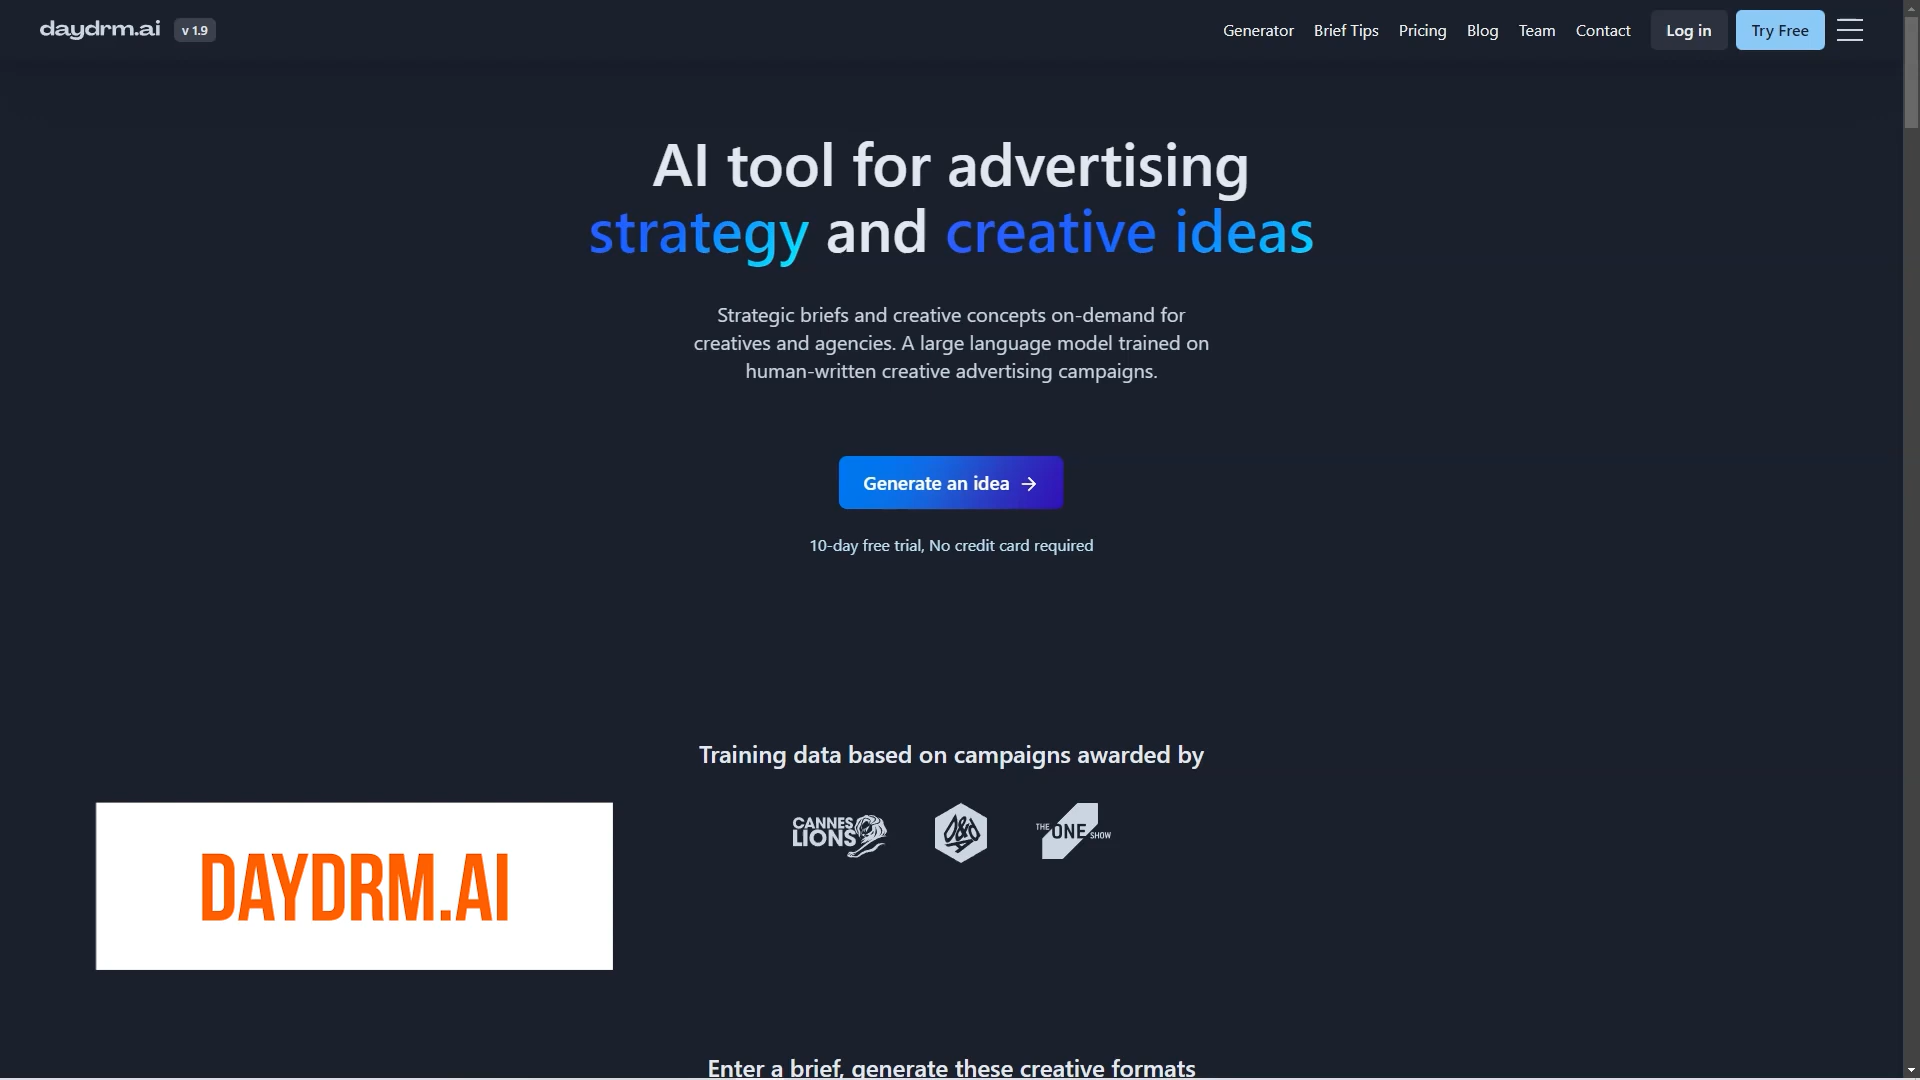 daydrm.ai v 1.9
Generator Brief Tips Pricing Blog Team Contact Log in Try Free
AI tool for advertising
strategy and creative ideas
Strategic briefs and creative concepts on-demand for
creatives and agencies. A large language model trained on
human-written creative advertising campaigns.
Generate an idea →
10-day free trial, No credit card required
Training data based on campaigns awarded by
CANNES
LIONS
D&AD
THE ONE SHOW
DAYDRM.AI
Enter a brief, generate these creative formats